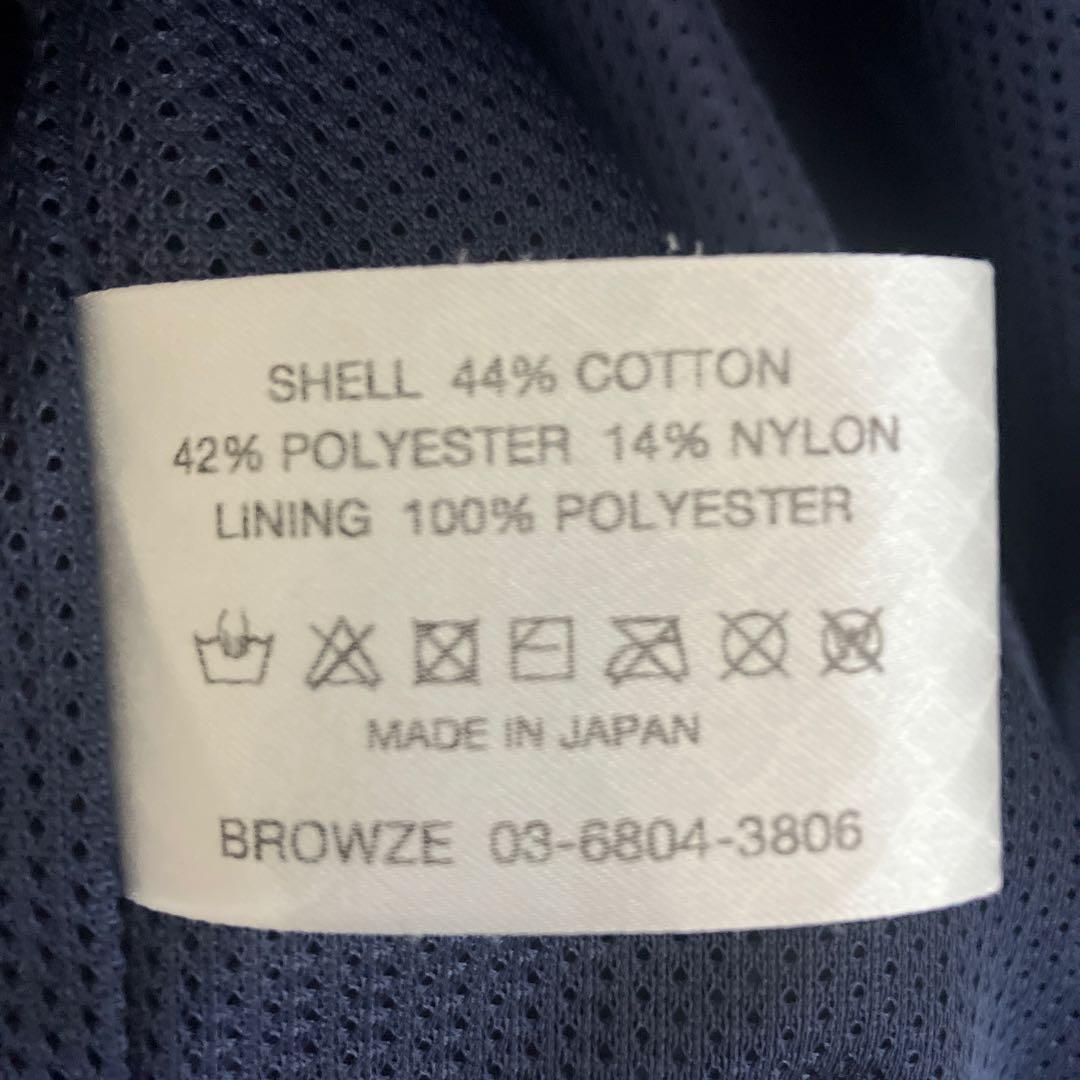 SHELL 44% COTTON
42% POLYESTER 14% NYLON
LINING 100% POLYESTER
MADE IN JAPAN
BROWZE 03-6804-3806